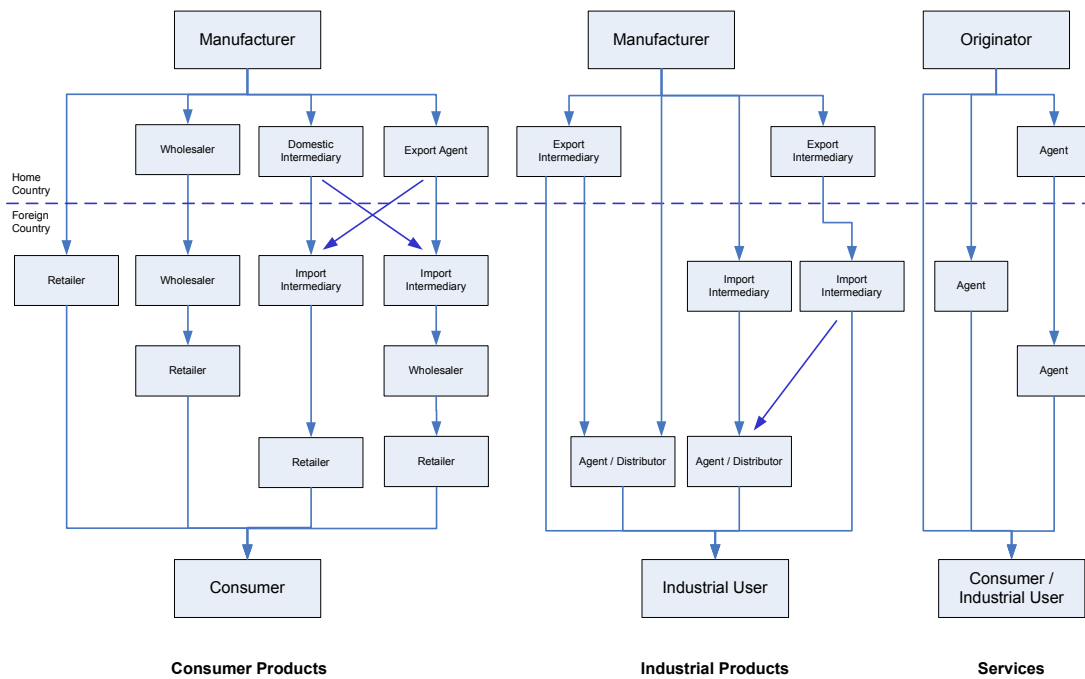 Manufacturer
Manufacturer
Originator
Wholesaler
Domestic
Intermediary
Export Agent
Export
Intermediary
Export
Intermediary
Agent
Home
Country
Foreign
Country
Retailer
Wholesaler
Import
Intermediary
Import
Intermediary
Import
Intermediary
Import
Intermediary
Agent
Retailer
Wholesaler
Agent
Retailer
Retailer
Agent / Distributor
Agent / Distributor
Consumer
Industrial User
Consumer /
Industrial User
Consumer Products
Industrial Products
Services